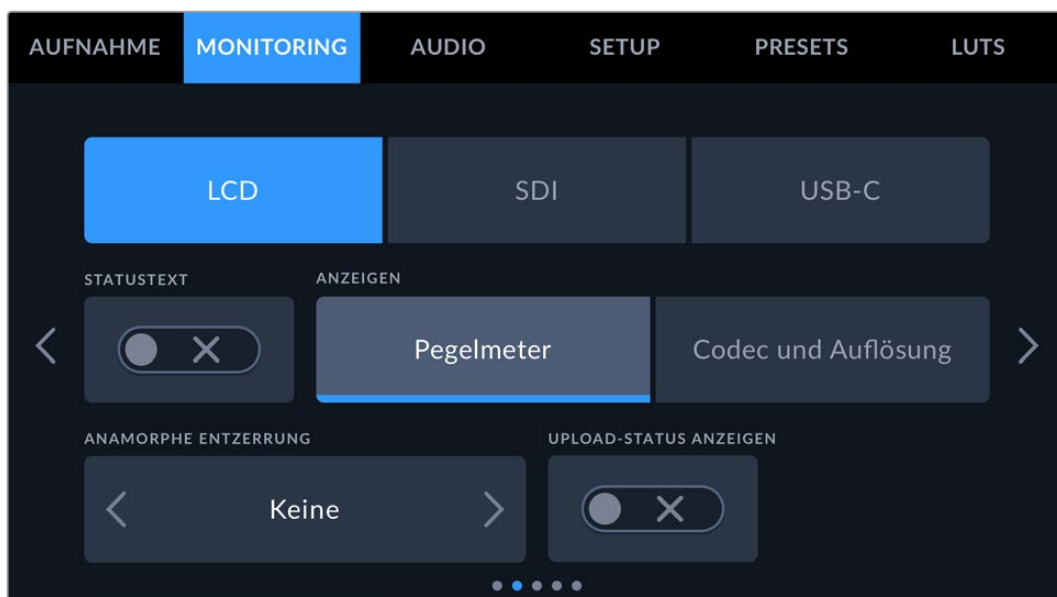 AUFNAHME MONITORING AUDIO SETUP PRESETS LUTS
LCD SDI USB-C
STATUSTEXT ANZEIGEN
Pegelmeter Codec und Auflösung
ANAMORPHE ENTZERRUNG UPLOAD-STATUS ANZEIGEN
Keine